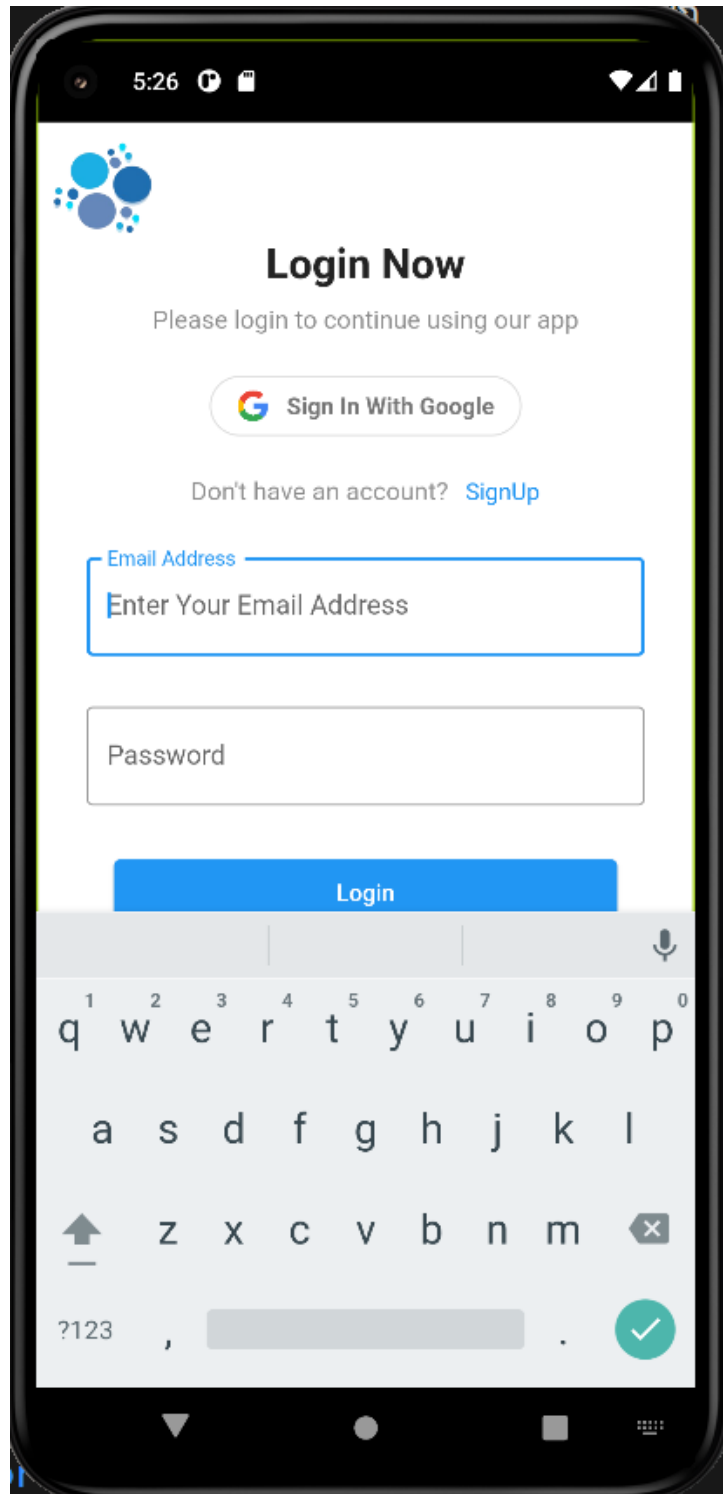 5:26
Login Now
Please login to continue using our app
Sign In With Google
Don't have an account? SignUp
Email Address
Enter Your Email Address
Password
Login
1 2 3 4 5 6 7 8 9 0
q w e r t y u i o p
a s d f g h j k l
z x c v b n m
?123 , .